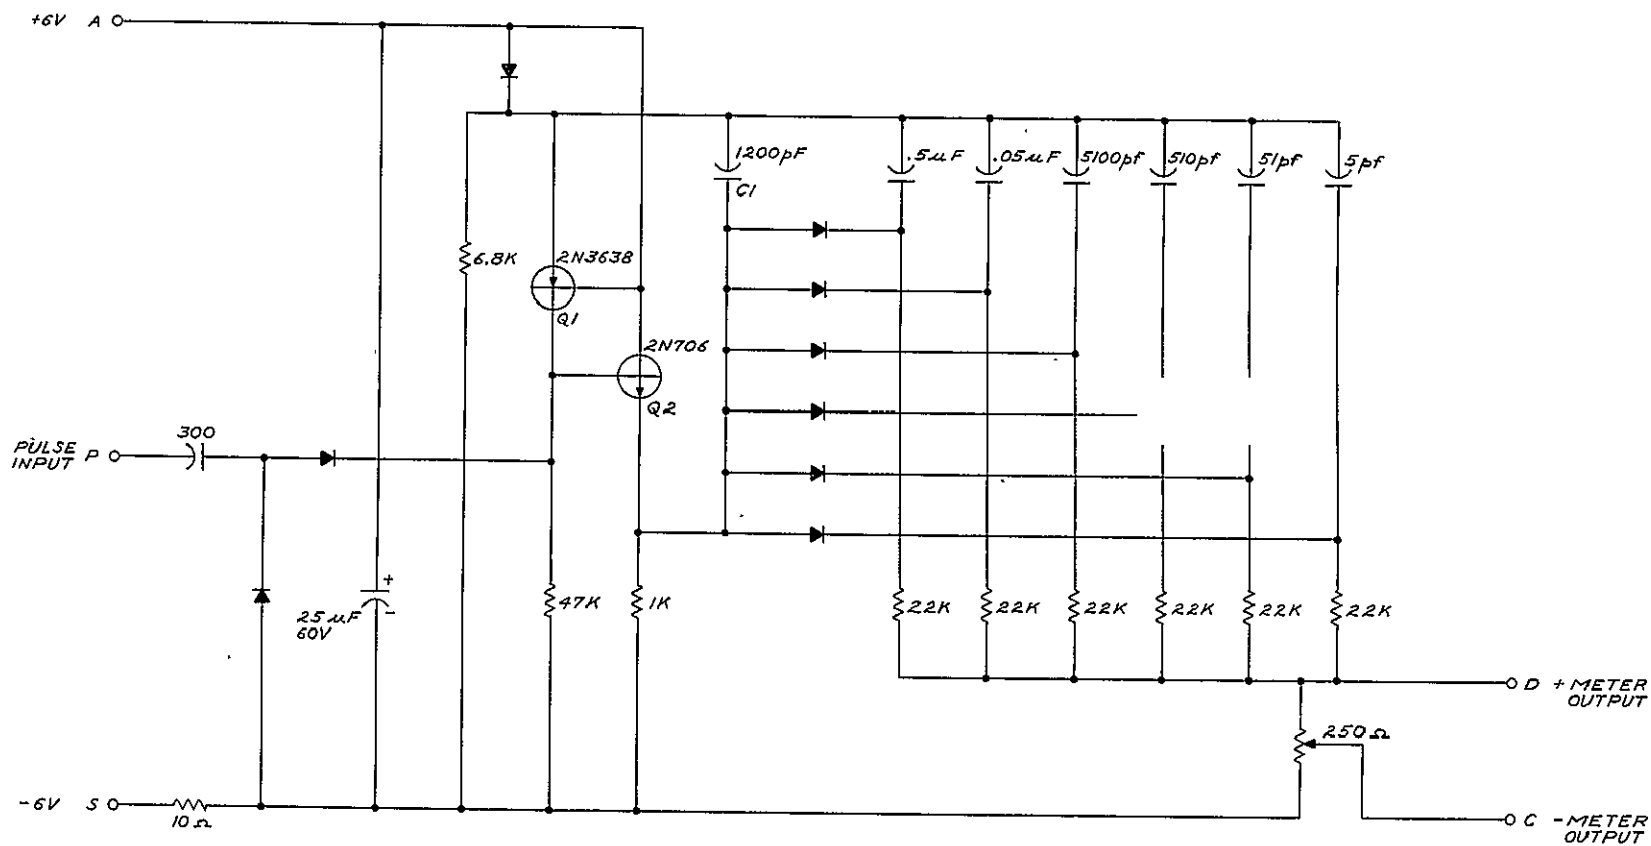 +6V A
1200pF
C1
.5µF
.05µF
5100pf
510pf
51pf
5pf
6.8K
2N3638
Q1
2N706
Q2
PULSE
INPUT P
300
25µF
60V
+
-
47K
1K
22K
22K
22K
22K
22K
22K
D + METER
OUTPUT
250Ω
-6V S
10Ω
C - METER
OUTPUT